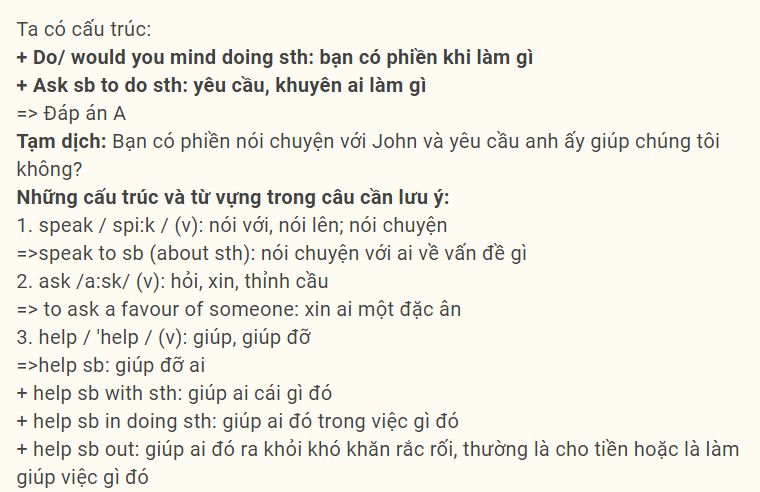 Ta có cấu trúc:
+ Do/ would you mind doing sth: bạn có phiền khi làm gì
+ Ask sb to do sth: yêu cầu, khuyên ai làm gì
=> Đáp án A
Tạm dịch: Bạn có phiền nói chuyện với John và yêu cầu anh ấy giúp chúng tôi
không?
Những cấu trúc và từ vựng trong câu cần lưu ý:
1. speak / spi:k / (v): nói với, nói lên; nói chuyện
=>speak to sb (about sth): nói chuyện với ai về vấn đề gì
2. ask /a:sk/ (v): hỏi, xin, thỉnh cầu
=> to ask a favour of someone: xin ai một đặc ân
3. help / 'help / (v): giúp, giúp đỡ
=>help sb: giúp đỡ ai
+ help sb with sth: giúp ai cái gì đó
+ help sb in doing sth: giúp ai đó trong việc gì đó
+ help sb out: giúp ai đó ra khỏi khó khăn rắc rối, thường là cho tiền hoặc là làm
giúp việc gì đó